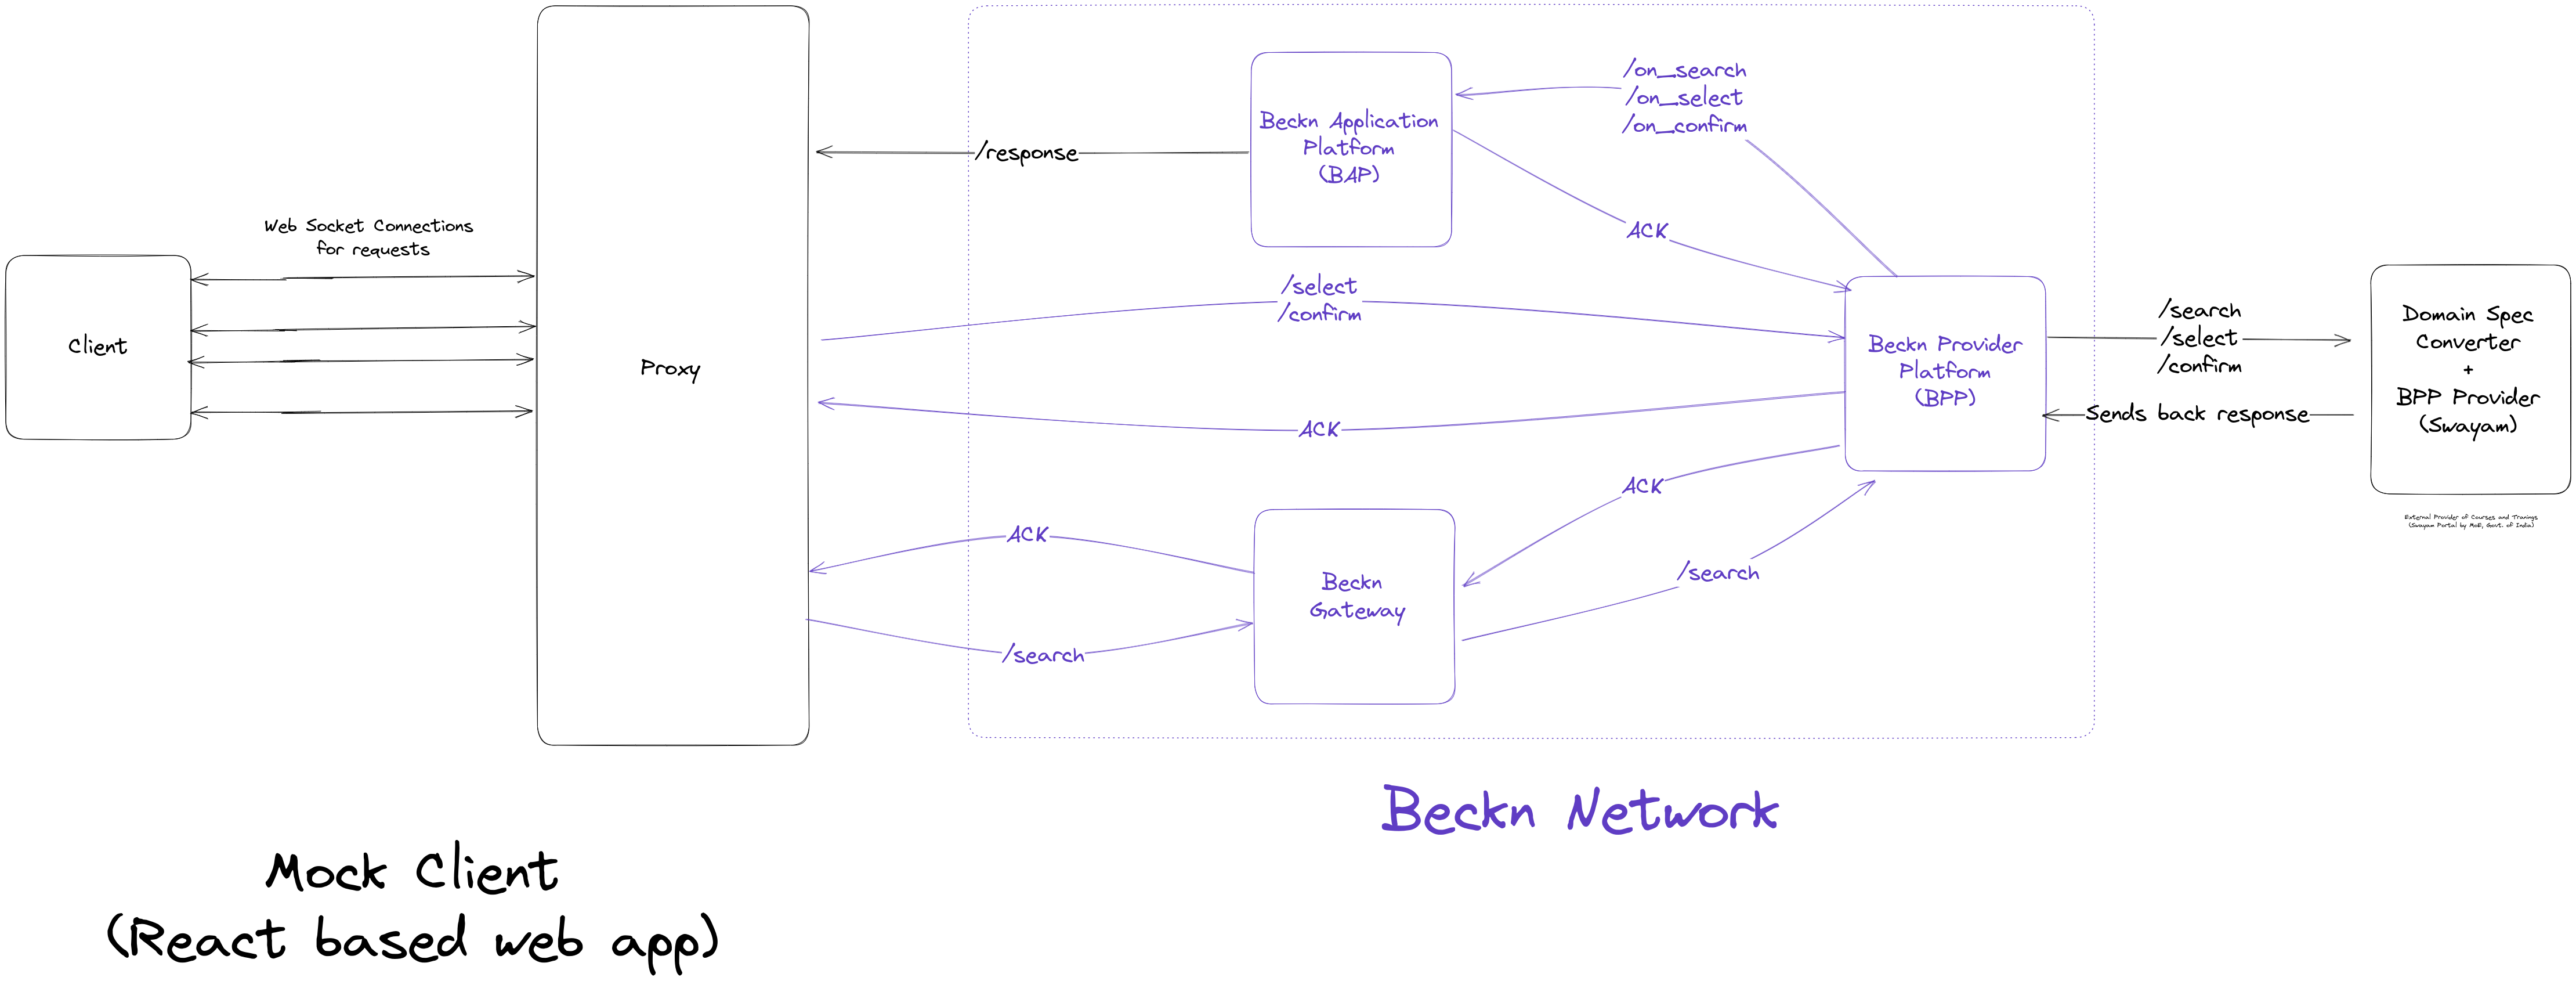 Web Socket Connections
for requests
Client
Proxy
/response
Beckn Application
Platform
(BAP)
/on_search
/on_select
/on_confirm
ACK
/select
/confirm
ACK
Beckn Provider
Platform
(BPP)
ACK
/search
ACK
/search
Beckn
Gateway
/search
/select
/confirm
Sends back response
Domain Spec
Converter
+
BPP Provider
(Swayam)
External Provider of Courses and Tranings
(Swayam Portal by MoE, Govt. of India)
Beckn Network
Mock Client
(React based web app)